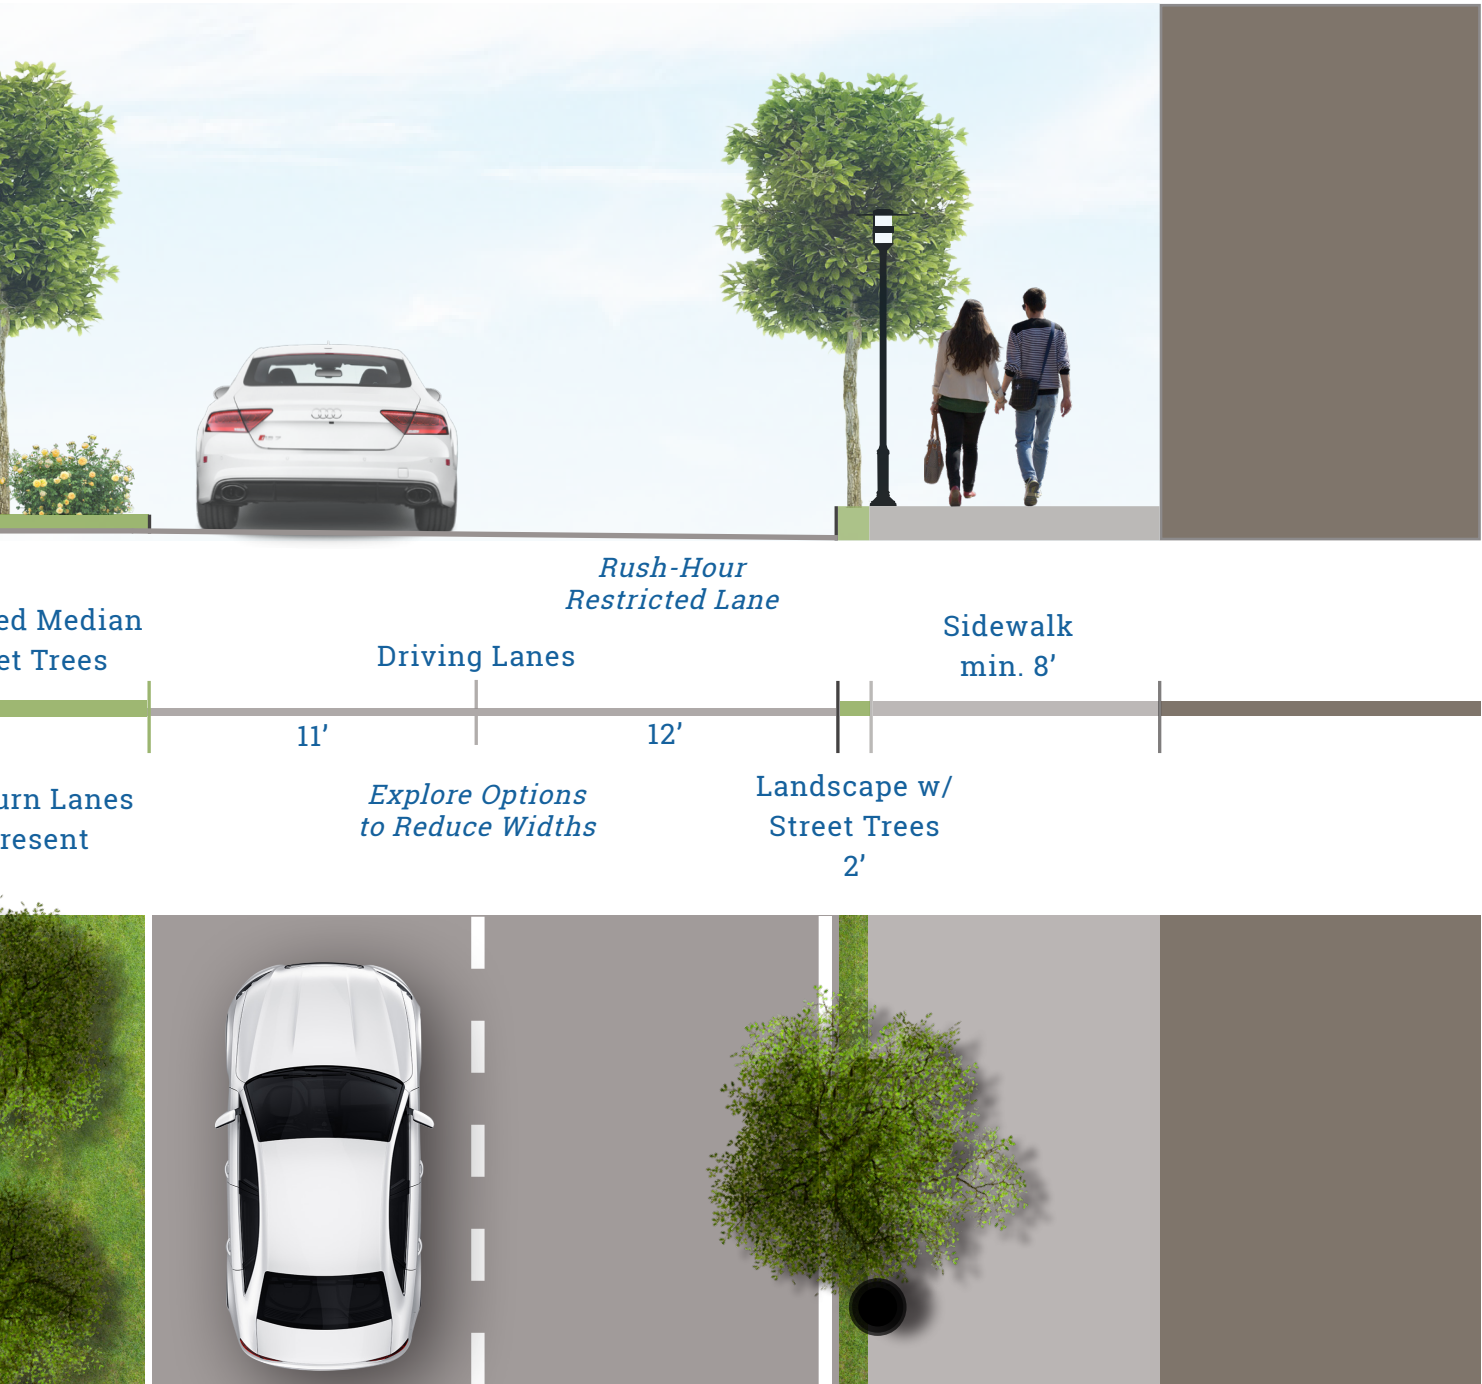 Rush-Hour
Restricted Lane
ed Median
et Trees
Driving Lanes
Sidewalk
min. 8’
11’
12’
urn Lanes
resent
Explore Options
to Reduce Widths
Landscape w/
Street Trees
2’